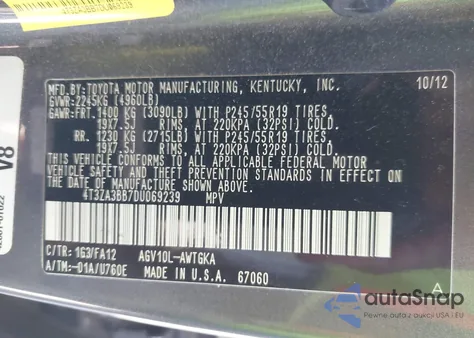 MFD.BY: TOYOTA MOTOR MANUFACTURING, KENTUCKY, INC. 10/12
GVWR: 2245KG (4960LB)
GAWR: FRT. 1400 KG (3090LB) WITH P245/55R19 TIRES,
19X7.5J RIMS, AT 220KPA (32PSI) COLD.
RR. 1230 KG (2715LB) WITH P245/55R19 TIRES,
19X7.5J RIMS, AT 220KPA (32PSI) COLD.
THIS VEHICLE CONFORMS TO ALL APPLICABLE FEDERAL MOTOR
VEHICLE SAFETY STANDARDS IN EFFECT ON THE DATE OF
MANUFACTURE SHOWN ABOVE.
4T3ZA3BB7DU069239 MPV
C/TR: 1G3/FA12 AGV10L-AWTGKA
A/TM: -01A/U760E MADE IN U.S.A. 67060
A
V8
autoSnap